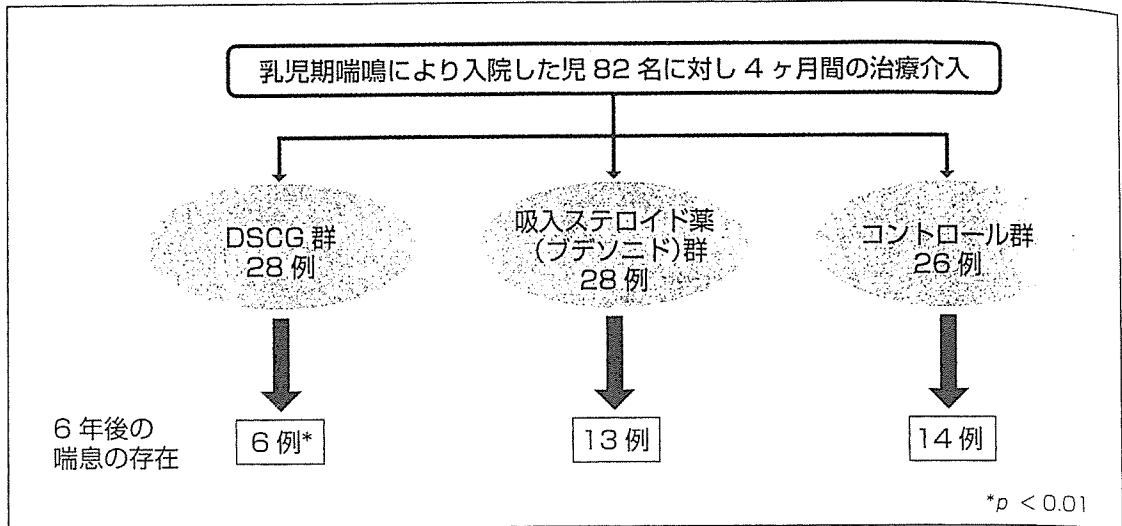 乳児期喘鳴により入院した児 82 名に対し 4 ヶ月間の治療介入
DSCG 群
28 例
吸入ステロイド薬
(ブデソニド)群
28 例
コントロール群
26 例
6 年後の
喘息の存在
6 例*
13 例
14 例
*p < 0.01